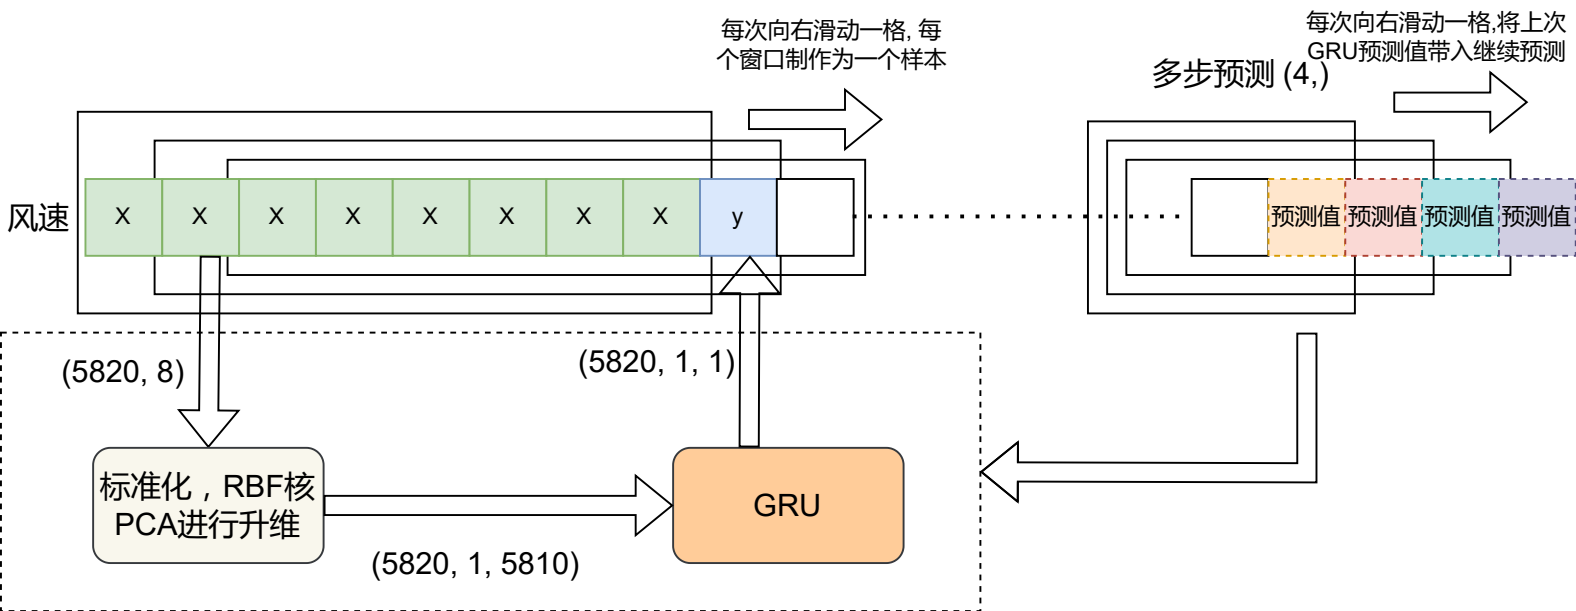 每次向右滑动一格, 每
个窗口制作为一个样本
每次向右滑动一格,将上次
GRU预测值带入继续预测
多步预测 (4,)
风速
X X X X X X X X y
预测值 预测值 预测值 预测值
(5820, 8)
(5820, 1, 1)
标准化，RBF核
PCA进行升维
GRU
(5820, 1, 5810)